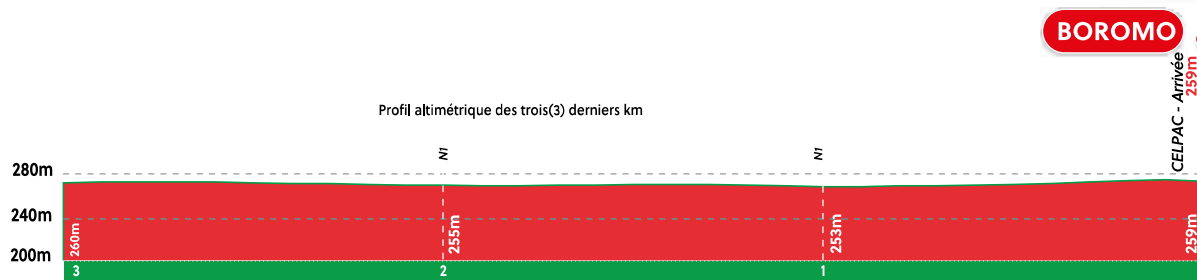 BOROMO
CELPAC - Arrivée
259m
Profil altimétrique des trois(3) derniers km
N1
N1
280m
240m
200m
260m
255m
253m
259m
3
2
1